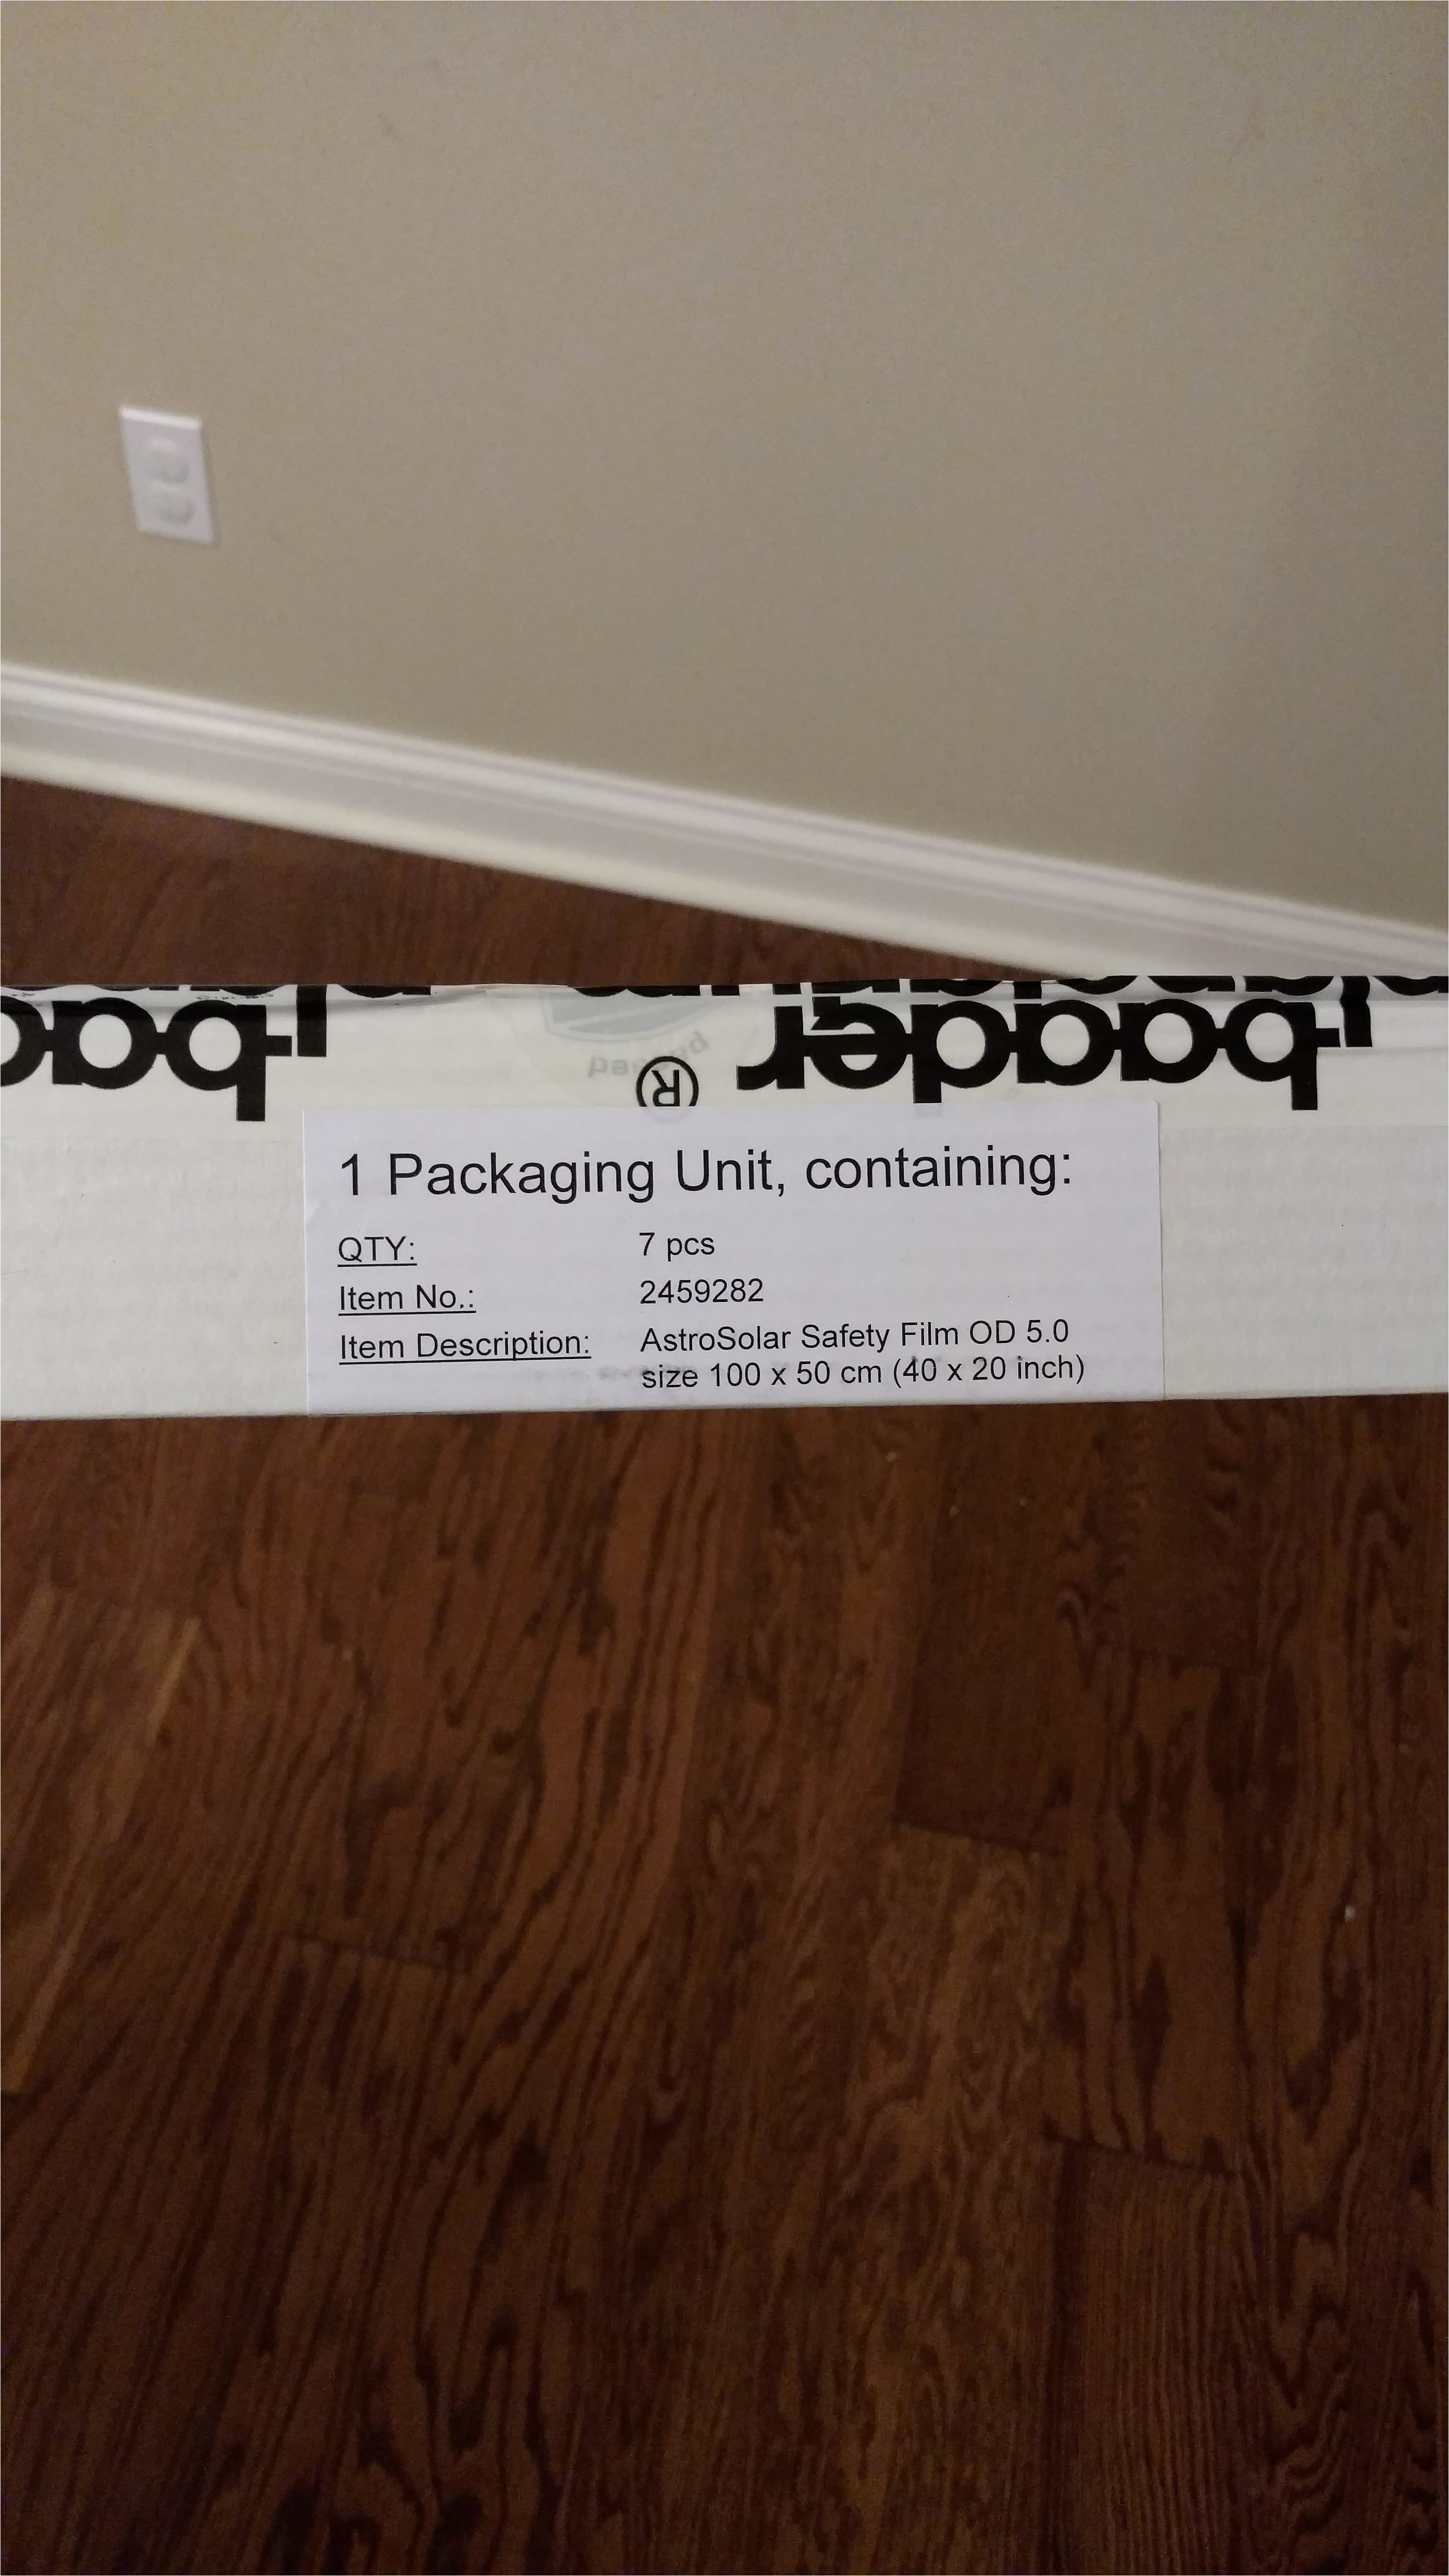 baader
®
1 Packaging Unit, containing:
QTY: 7 pcs
Item No.: 2459282
Item Description: AstroSolar Safety Film OD 5.0
size 100 x 50 cm (40 x 20 inch)